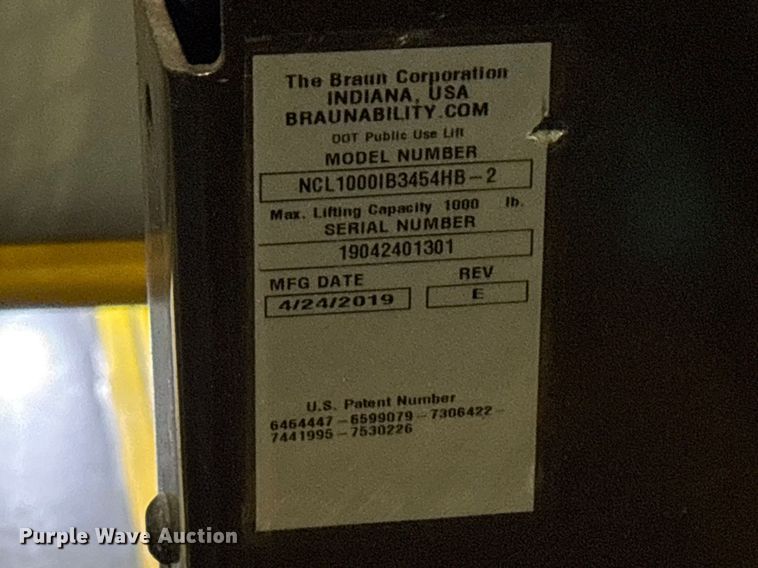 The Braun Corporation
INDIANA, USA
BRAUNABILITY.COM
DOT Public Use Lift
MODEL NUMBER
NCL1000IB3454HB-2
Max. Lifting Capacity 1000 lb.
SERIAL NUMBER
19042401301
MFG DATE REV
4/24/2019 E
U.S. Patent Number
6464447-6599079-7306422-
7441995-7530226
Purple Wave Auction